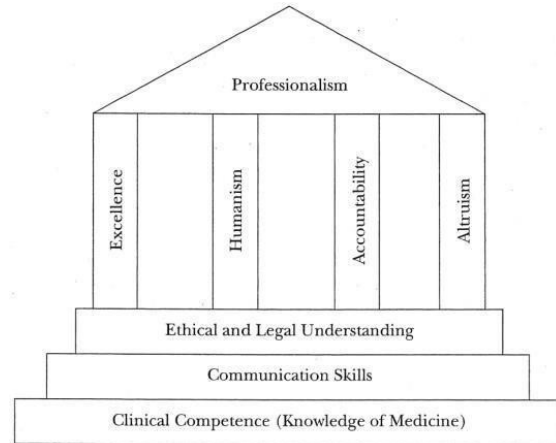 Professionalism
Excellence
Humanism
Accountability
Altruism
Ethical and Legal Understanding
Communication Skills
Clinical Competence (Knowledge of Medicine)